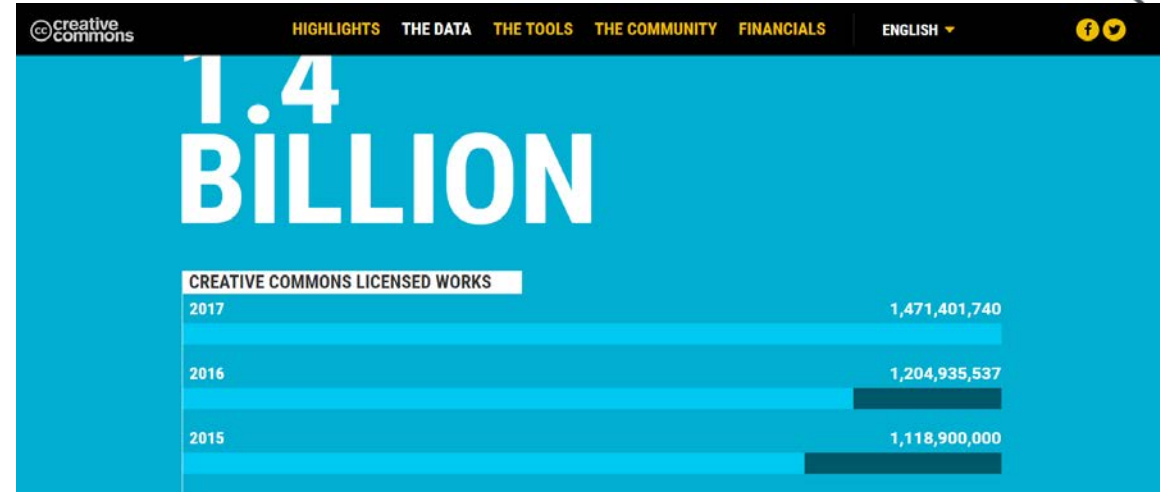 cc creative commons
HIGHLIGHTS THE DATA THE TOOLS THE COMMUNITY FINANCIALS ENGLISH
1.4
BILLION
CREATIVE COMMONS LICENSED WORKS
2017 1,471,401,740
2016 1,204,935,537
2015 1,118,900,000